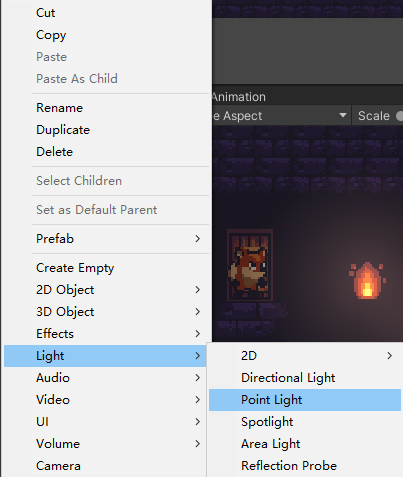 Cut
Copy
Paste
Paste As Child
Rename
Duplicate
Delete
Select Children
Set as Default Parent
Prefab
Create Empty
2D Object
3D Object
Effects
Light
Audio
Video
UI
Volume
Camera
Animation
e Aspect
Scale
2D
Directional Light
Point Light
Spotlight
Area Light
Reflection Probe